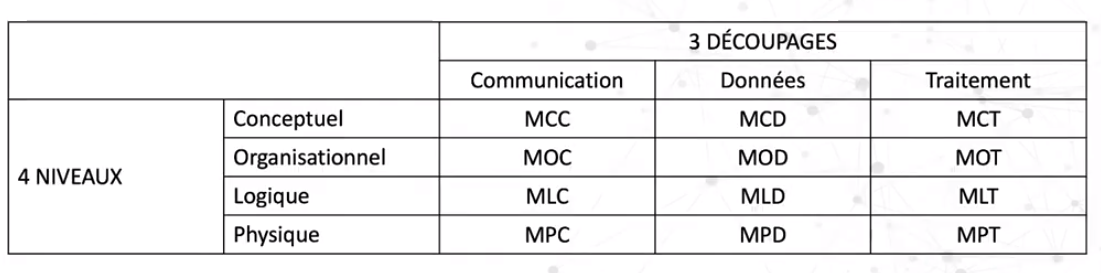 3 DÉCOUPAGES
Communication Données Traitement
4 NIVEAUX
Conceptuel MCC MCD MCT
Organisationnel MOC MOD MOT
Logique MLC MLD MLT
Physique MPC MPD MPT